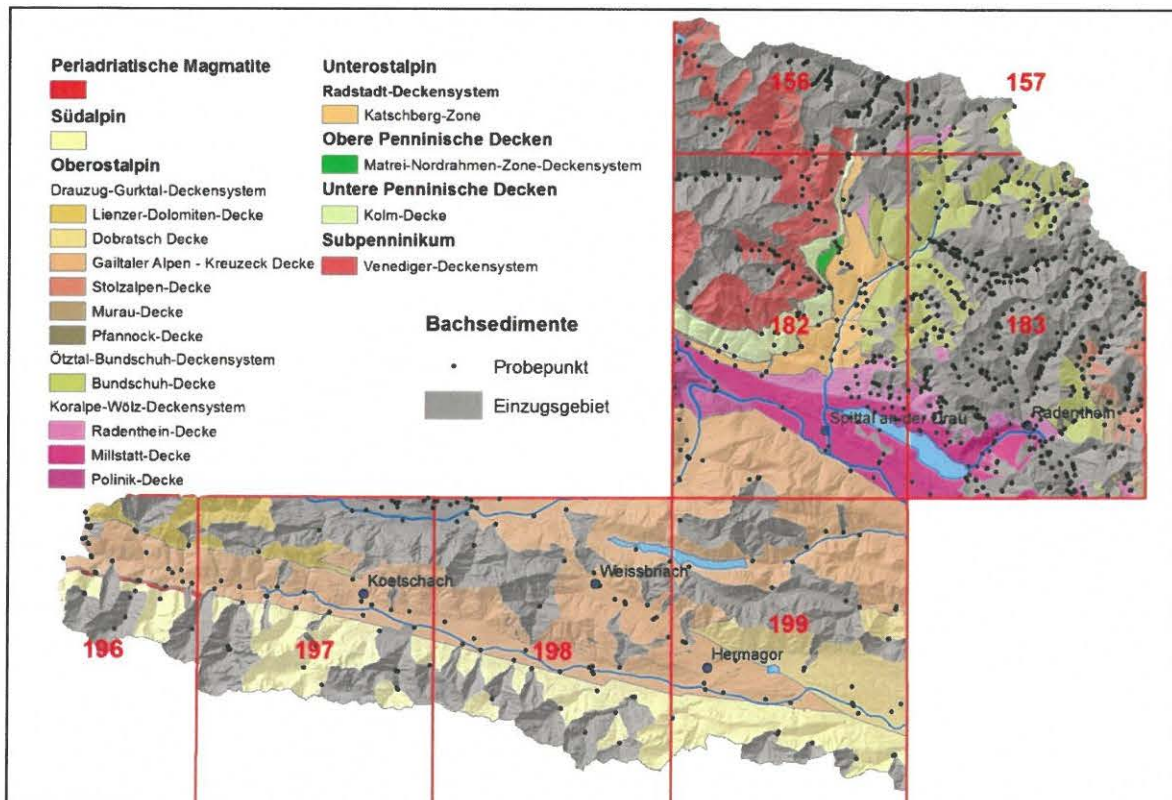 Periadriatische Magmatite
Südalpin
Oberostalpin
Drauzug-Gurktal-Deckensystem
Lienzer-Dolomiten-Decke
Dobratsch Decke
Gailtaler Alpen - Kreuzeck Decke
Stolzalpen-Decke
Murau-Decke
Pfannock-Decke
Ötztal-Bundschuh-Deckensystem
Bundschuh-Decke
Koralpe-Wölz-Deckensystem
Radenthein-Decke
Millstatt-Decke
Polinik-Decke
Unterostalpin
Radstadt-Deckensystem
Katschberg-Zone
Obere Penninische Decken
Matrei-Nordrahmen-Zone-Deckensystem
Untere Penninische Decken
Kolm-Decke
Subpenninikum
Venediger-Deckensystem
Bachsedimente
Probepunkt
Einzugsgebiet
156
157
182
183
Spittal an der Drau
Radenthein
Koetschach
Weissbriach
Hermagor
196
197
198
199